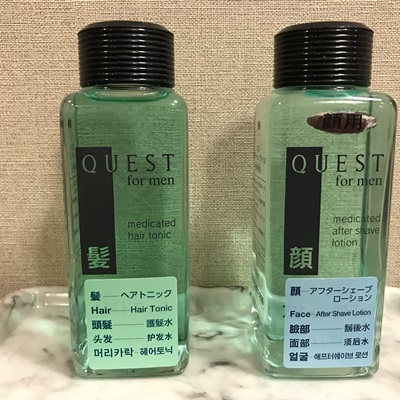 QUEST
for men
medicated
hair tonic
髪
髪 ヘアトニック
Hair Hair Tonic
頭髮 護髮水
头发 护发水
머리카락 헤어토닉
顔用
QUEST
for men
medicated
after shave
lotion
顔
顔 アフターシェーブ
ローション
Face After Shave Lotion
臉部 鬍後水
面部 须后水
얼굴 애프터쉐이브 로션